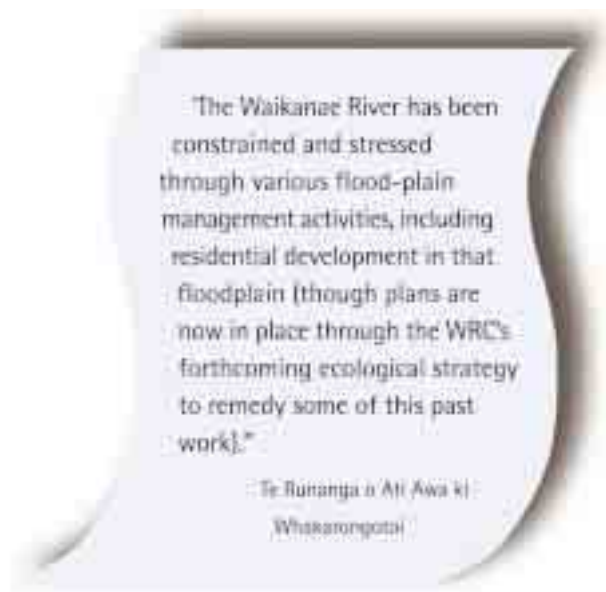 'The Waikanae River has been
constrained and stressed
through various flood-plain
management activities, including
residential development in that
floodplain (though plans are
now in place through the WRC's
forthcoming ecological strategy
to remedy some of this past
work)."
Te Runanga o Ati Awa ki
Whakarongotai